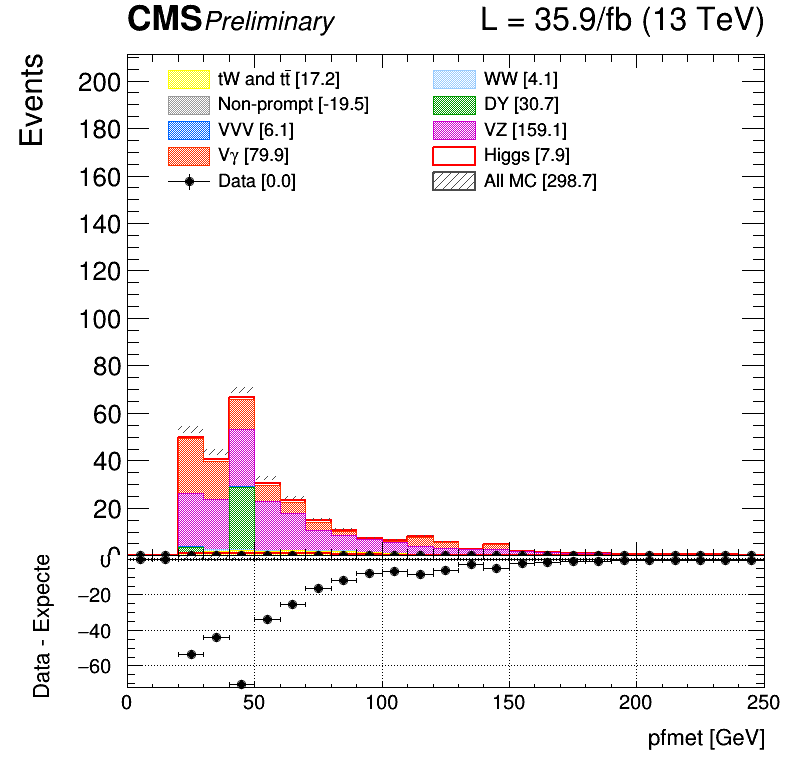 CMS Preliminary L = 35.9/fb (13 TeV)
Events
200
180
160
140
120
100
80
60
40
20
0
tW and tt̄ [17.2]
Non-prompt [-19.5]
VVV [6.1]
Vγ [79.9]
Data [0.0]
WW [4.1]
DY [30.7]
VZ [159.1]
Higgs [7.9]
All MC [298.7]
Data - Expecte
0
−20
−40
−60
0 50 100 150 200 250
pfmet [GeV]